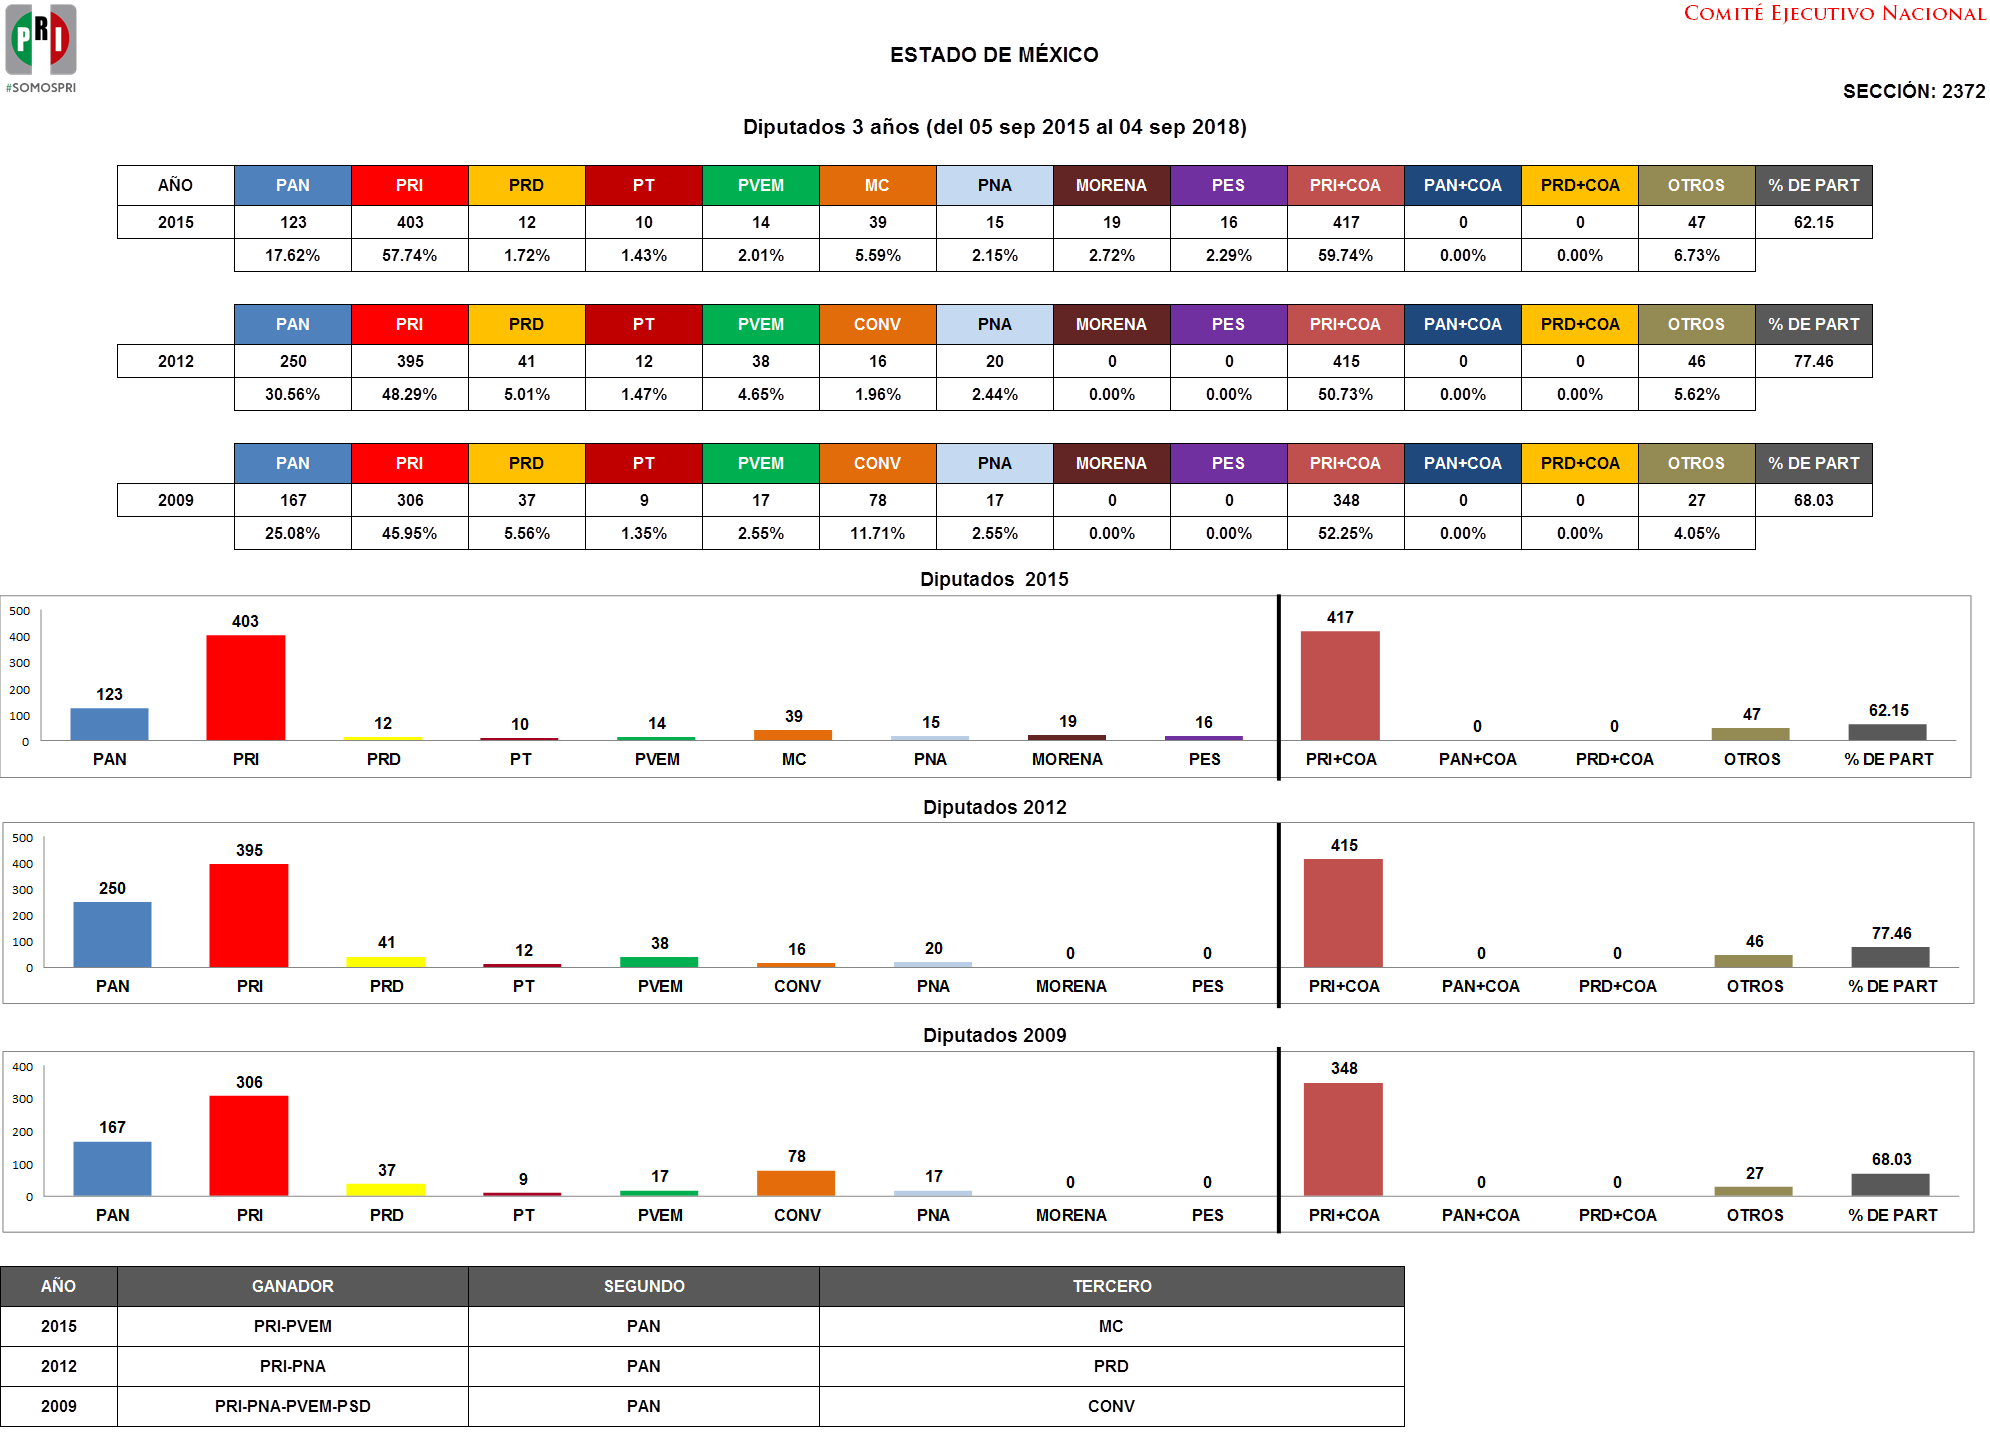 PRI
#SOMOSPRI
COMITÉ EJECUTIVO NACIONAL
ESTADO DE MÉXICO
SECCIÓN: 2372
Diputados 3 años (del 05 sep 2015 al 04 sep 2018)
AÑO PAN PRI PRD PT PVEM MC PNA MORENA PES PRI+COA PAN+COA PRD+COA OTROS % DE PART
2015 123 403 12 10 14 39 15 19 16 417 0 0 47 62.15
17.62% 57.74% 1.72% 1.43% 2.01% 5.59% 2.15% 2.72% 2.29% 59.74% 0.00% 0.00% 6.73%
PAN PRI PRD PT PVEM CONV PNA MORENA PES PRI+COA PAN+COA PRD+COA OTROS % DE PART
2012 250 395 41 12 38 16 20 0 0 415 0 0 46 77.46
30.56% 48.29% 5.01% 1.47% 4.65% 1.96% 2.44% 0.00% 0.00% 50.73% 0.00% 0.00% 5.62%
PAN PRI PRD PT PVEM CONV PNA MORENA PES PRI+COA PAN+COA PRD+COA OTROS % DE PART
2009 167 306 37 9 17 78 17 0 0 348 0 0 27 68.03
25.08% 45.95% 5.56% 1.35% 2.55% 11.71% 2.55% 0.00% 0.00% 52.25% 0.00% 0.00% 4.05%
Diputados 2015
500
400
300
200
100
0
123 403 12 10 14 39 15 19 16 417 0 0 47 62.15
PAN PRI PRD PT PVEM MC PNA MORENA PES PRI+COA PAN+COA PRD+COA OTROS % DE PART
Diputados 2012
500
400
300
200
100
0
250 395 41 12 38 16 20 0 0 415 0 0 46 77.46
PAN PRI PRD PT PVEM CONV PNA MORENA PES PRI+COA PAN+COA PRD+COA OTROS % DE PART
Diputados 2009
400
300
200
100
0
167 306 37 9 17 78 17 0 0 348 0 0 27 68.03
PAN PRI PRD PT PVEM CONV PNA MORENA PES PRI+COA PAN+COA PRD+COA OTROS % DE PART
AÑO GANADOR SEGUNDO TERCERO
2015 PRI-PVEM PAN MC
2012 PRI-PNA PAN PRD
2009 PRI-PNA-PVEM-PSD PAN CONV